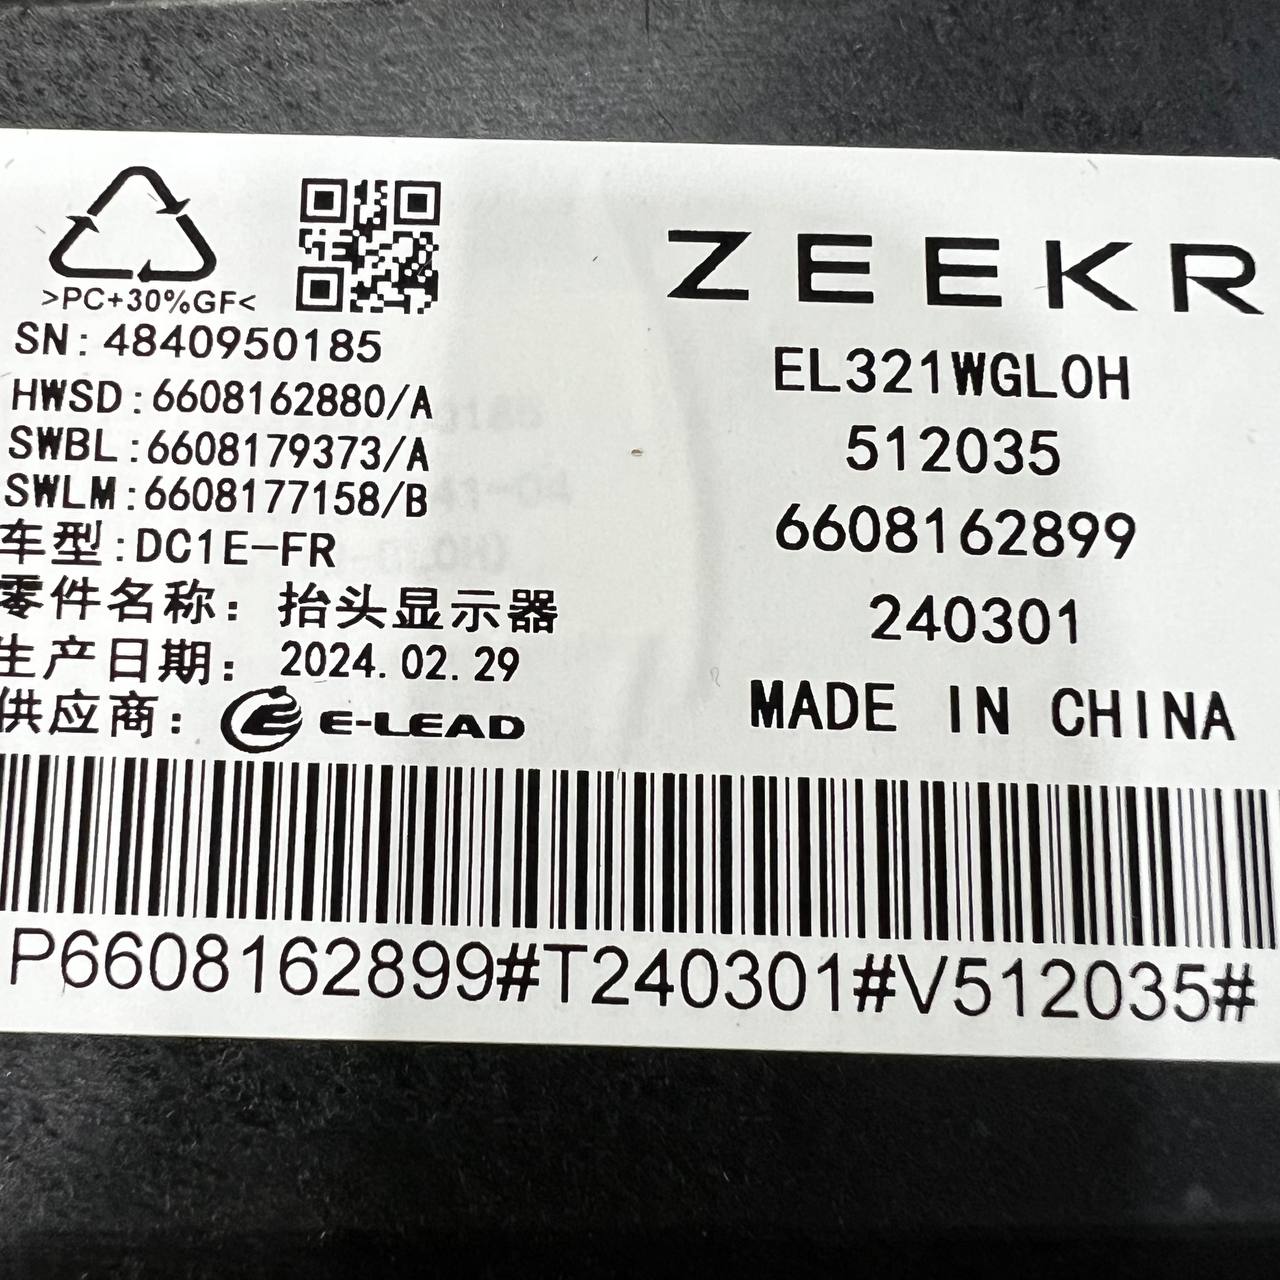 >PC+30%GF<
SN: 4840950185
HWSD:6608162880/A
SWBL:6608179373/A
SWLM:6608177158/B
车型:DC1E-FR
零件名称: 抬头显示器
生产日期: 2024.02.29
供应商: E-LEAD
ZEEKR
EL321WGLOH
512035
6608162899
240301
MADE IN CHINA
P6608162899#T240301#V512035#